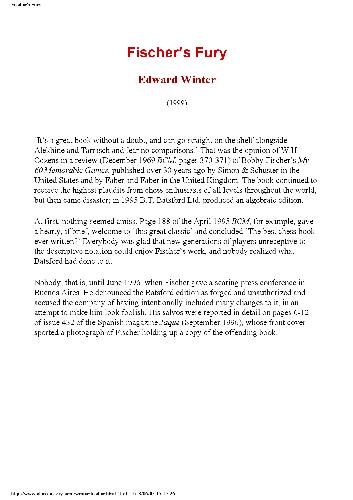 Fischer's Fury
Edward Winter
(1999)
'It's a great book without a doubt, and can go straight on the shelf alongside
Alekhine and Tarrasch and fear no comparisons.' That was the opinion of W.H.
Cozens in a review (December 1969 BCM, pages 370-371) of Bobby Fischer's My
60 Memorable Games, published over 30 years ago by Simon & Schuster in the
United States and by Faber and Faber in the United Kingdom. The book continued to
receive the highest plaudits from chess enthusiasts of all levels throughout the world,
but then came disaster; in 1995 B.T. Batsford Ltd. produced an algebraic edition.
At first, nothing seemed amiss. Page 188 of the April 1995 BCM, for example, gave
a hearty, if brief, welcome to 'this great classic' and concluded 'The best chess book
ever written?' Everybody was glad that new generations of players unreceptive to
the descriptive notation could enjoy Fischer's work, and nobody realized what
Batsford had done to it.
Nobody, that is, until June 1996, when Fischer gave a searing press conference in
Buenos Aires. He denounced the Batsford edition as forged and unauthorized and
accused the company of having intentionally included many changes to it, in an
attempt to make him look foolish. His salvos were reported in detail on pages
of issue of the Spanish magazine Jaque (September 1996), whose front cover
sported a photograph of Fischer holding up a copy of the offending book.